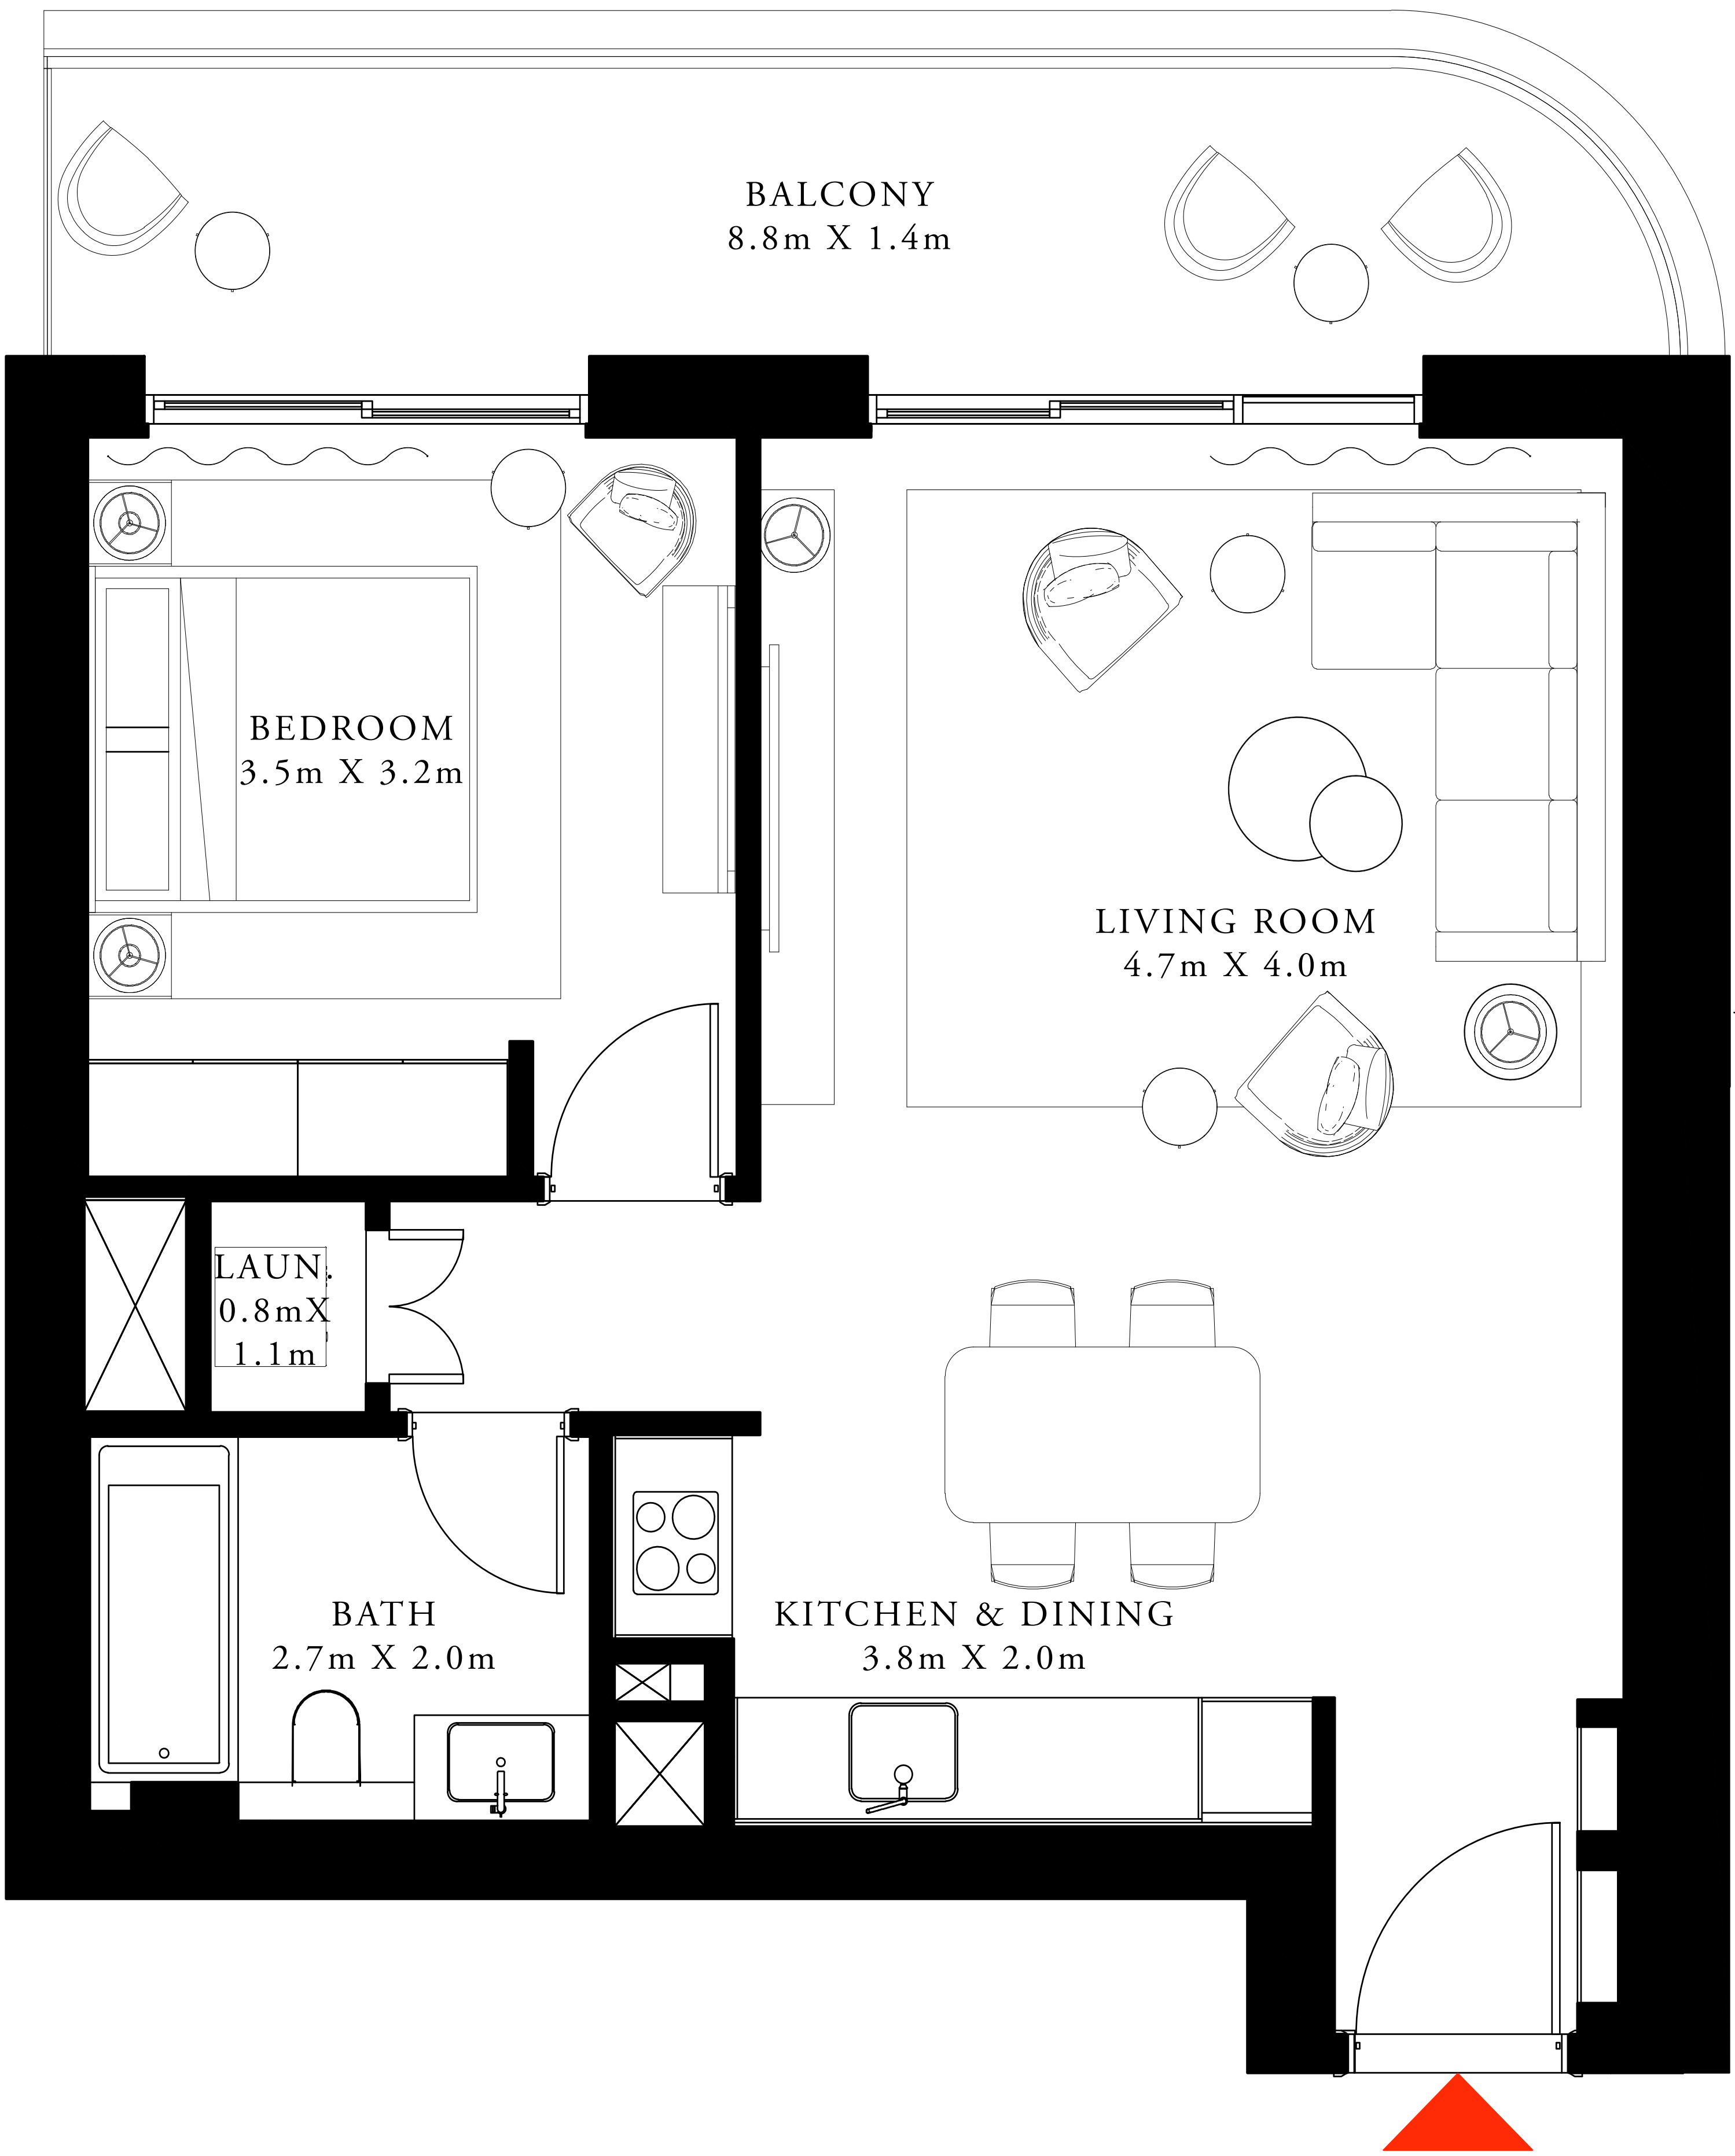 BALCONY
8.8m X 1.4m
BEDROOM
3.5m X 3.2m
LIVING ROOM
4.7m X 4.0m
LAUN.
0.8mX
1.1m
BATH
2.7m X 2.0m
KITCHEN & DINING
3.8m X 2.0m